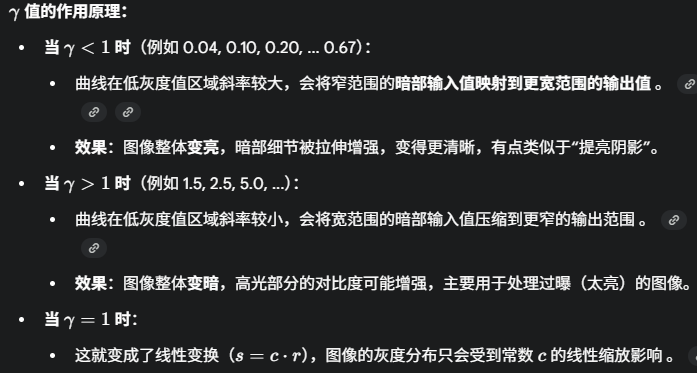 γ 值的作用原理：
• 当 γ < 1 时（例如 0.04, 0.10, 0.20, ... 0.67）：
• 曲线在低灰度值区域斜率较大，会将窄范围的暗部输入值映射到更宽范围的输出值 。
• 效果：图像整体变亮，暗部细节被拉伸增强，变得更清晰，有点类似于“提亮阴影”。
• 当 γ > 1 时（例如 1.5, 2.5, 5.0, ...）：
• 曲线在低灰度值区域斜率较小，会将宽范围的暗部输入值压缩到更窄的输出范围 。
• 效果：图像整体变暗，高光部分的对比度可能增强，主要用于处理过曝（太亮）的图像。
• 当 γ = 1 时：
• 这就变成了线性变换（s = c · r），图像的灰度分布只会受到常数 c 的线性缩放影响 。